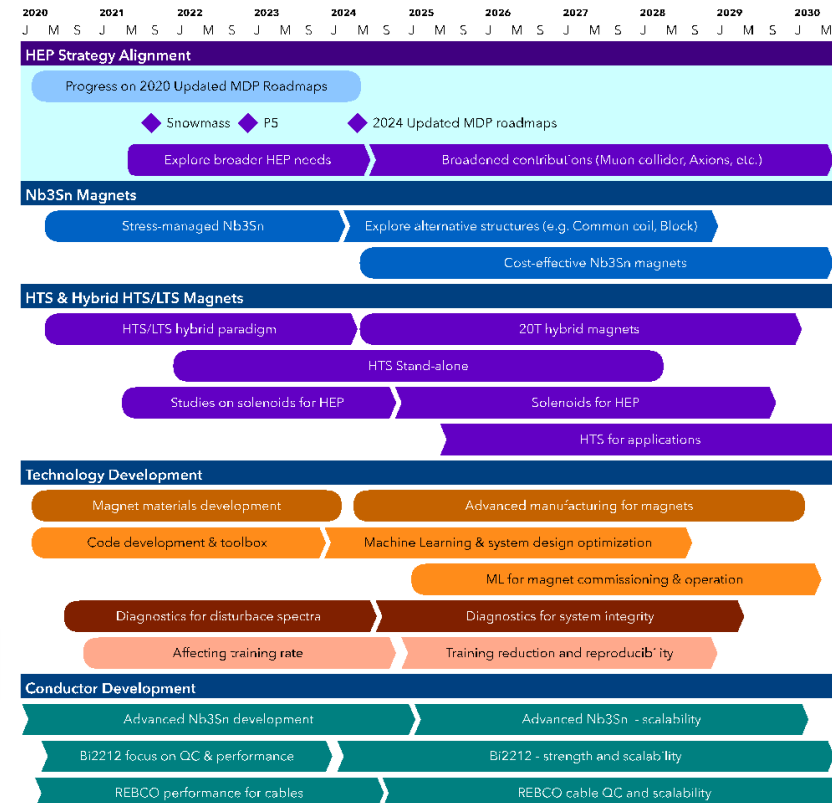 2020 2021 2022 2023 2024 2025 2026 2027 2028 2029 2030
J M S J M S J M S J M S J M S J M S J M S J M S J M S J M S J M
HEP Strategy Alignment
Progress on 2020 Updated MDP Roadmaps
Snowmass P5 2024 Updated MDP roadmaps
Explore broader HEP needs Broadened contributions (Muon collider, Axions, etc.)
Nb3Sn Magnets
Stress-managed Nb3Sn Explore alternative structures (e.g. Common coil, Block)
Cost-effective Nb3Sn magnets
HTS & Hybrid HTS/LTS Magnets
HTS/LTS hybrid paradigm 20T hybrid magnets
HTS Stand-alone
Studies on solenoids for HEP Solenoids for HEP
HTS for applications
Technology Development
Magnet materials development Advanced manufacturing for magnets
Code development & toolbox Machine Learning & system design optimization
ML for magnet commissioning & operation
Diagnostics for disturbace spectra Diagnostics for system integrity
Affecting training rate Training reduction and reproducibility
Conductor Development
Advanced Nb3Sn development Advanced Nb3Sn - scalability
Bi2212 focus on QC & performance Bi2212 - strength and scalability
REBCO performance for cables REBCO cable QC and scalability